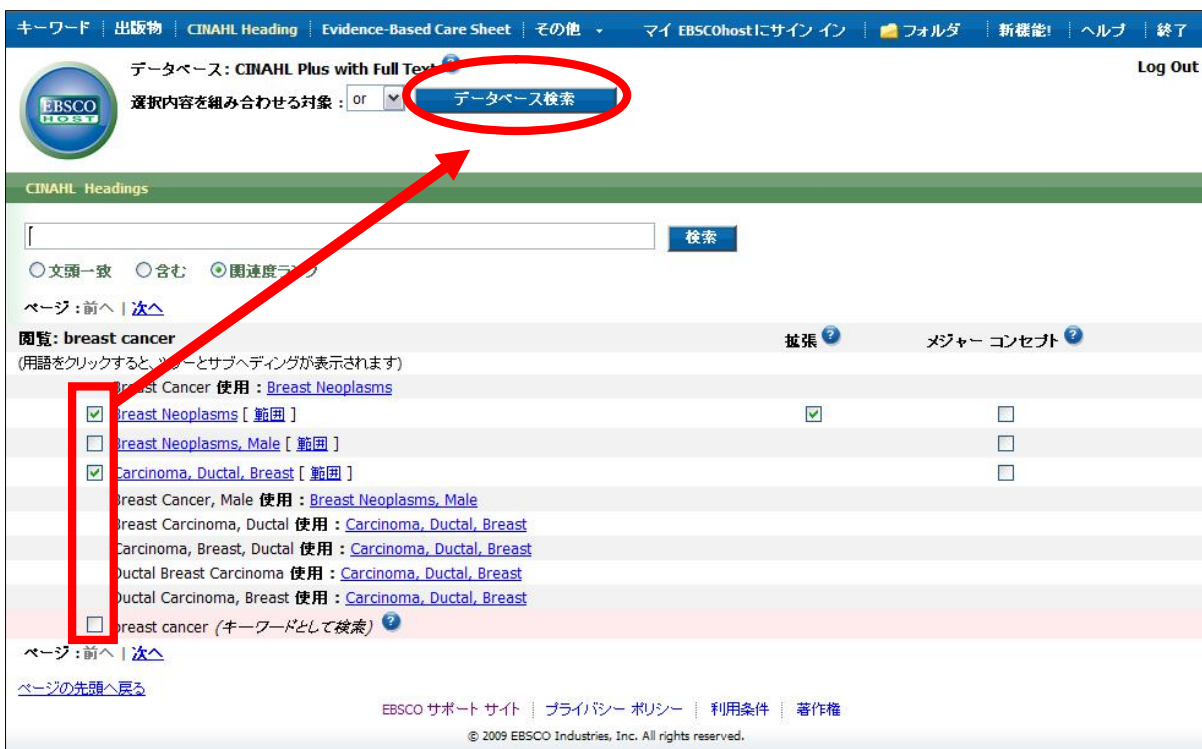 キーワード | 出版物 | CINAHL Heading | Evidence-Based Care Sheet | その他 マイ EBSCOhostにサイン イン | フォルダ | 新機能! | ヘルプ | 終了
データベース: CINAHL Plus with Full Text
Log Out
選択内容を組み合わせる対象 : or データベース検索
EBSCO
HOST
CINAHL Headings
検索
文頭一致 含む 関連度ランク
ページ : 前へ | 次へ
閲覧: breast cancer 拡張 メジャー コンセプト
(用語をクリックすると、ツリーとサブヘディングが表示されます)
Breast Cancer 使用 : Breast Neoplasms
Breast Neoplasms [ 範囲 ]
Breast Neoplasms, Male [ 範囲 ]
Carcinoma, Ductal, Breast [ 範囲 ]
Breast Cancer, Male 使用 : Breast Neoplasms, Male
Breast Carcinoma, Ductal 使用 : Carcinoma, Ductal, Breast
Carcinoma, Breast, Ductal 使用 : Carcinoma, Ductal, Breast
Ductal Breast Carcinoma 使用 : Carcinoma, Ductal, Breast
Ductal Carcinoma, Breast 使用 : Carcinoma, Ductal, Breast
breast cancer (キーワードとして検索)
ページ : 前へ | 次へ
ページの先頭へ戻る
EBSCO サポート サイト | プライバシー ポリシー | 利用条件 | 著作権
© 2009 EBSCO Industries, Inc. All rights reserved.